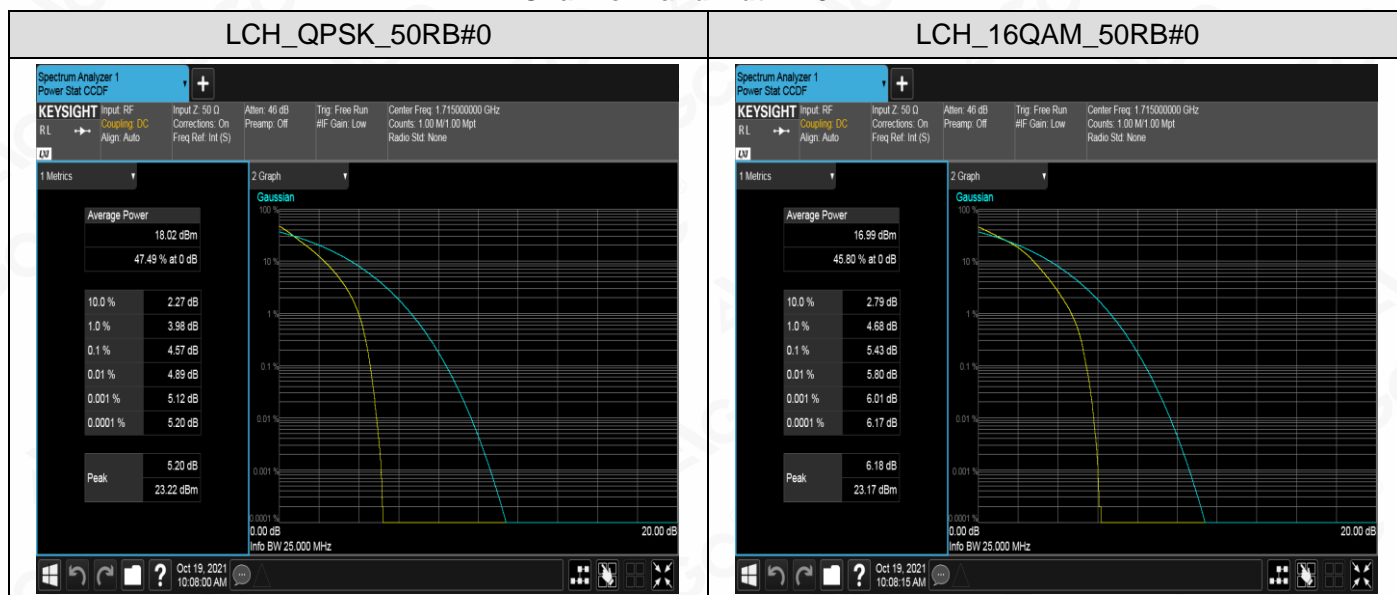 LCH_QPSK_50RB#0
LCH_16QAM_50RB#0
Spectrum Analyzer 1
Power Stat CCDF
+
KEYSIGHT
RL
LXI
Input: RF
Coupling: DC
Align: Auto
Input Z: 50 Ω
Corrections: On
Freq Ref: Int (S)
Atten: 46 dB
Preamp: Off
Trig: Free Run
#IF Gain: Low
Center Freq: 1.715000000 GHz
Counts: 1.00 M/1.00 Mpt
Radio Std: None
1 Metrics
Average Power
18.02 dBm
47.49 % at 0 dB
10.0 % 2.27 dB
1.0 % 3.98 dB
0.1 % 4.57 dB
0.01 % 4.89 dB
0.001 % 5.12 dB
0.0001 % 5.20 dB
Peak
5.20 dB
23.22 dBm
2 Graph
Gaussian
100 %
10 %
1 %
0.1 %
0.01 %
0.001 %
0.0001 %
0.00 dB
20.00 dB
Info BW 25.000 MHz
?
Oct 19, 2021
10:08:00 AM
Spectrum Analyzer 1
Power Stat CCDF
+
KEYSIGHT
RL
LXI
Input: RF
Coupling: DC
Align: Auto
Input Z: 50 Ω
Corrections: On
Freq Ref: Int (S)
Atten: 46 dB
Preamp: Off
Trig: Free Run
#IF Gain: Low
Center Freq: 1.715000000 GHz
Counts: 1.00 M/1.00 Mpt
Radio Std: None
1 Metrics
Average Power
16.99 dBm
45.80 % at 0 dB
10.0 % 2.79 dB
1.0 % 4.68 dB
0.1 % 5.43 dB
0.01 % 5.80 dB
0.001 % 6.01 dB
0.0001 % 6.17 dB
Peak
6.18 dB
23.17 dBm
2 Graph
Gaussian
100 %
10 %
1 %
0.1 %
0.01 %
0.001 %
0.0001 %
0.00 dB
20.00 dB
Info BW 25.000 MHz
?
Oct 19, 2021
10:08:15 AM